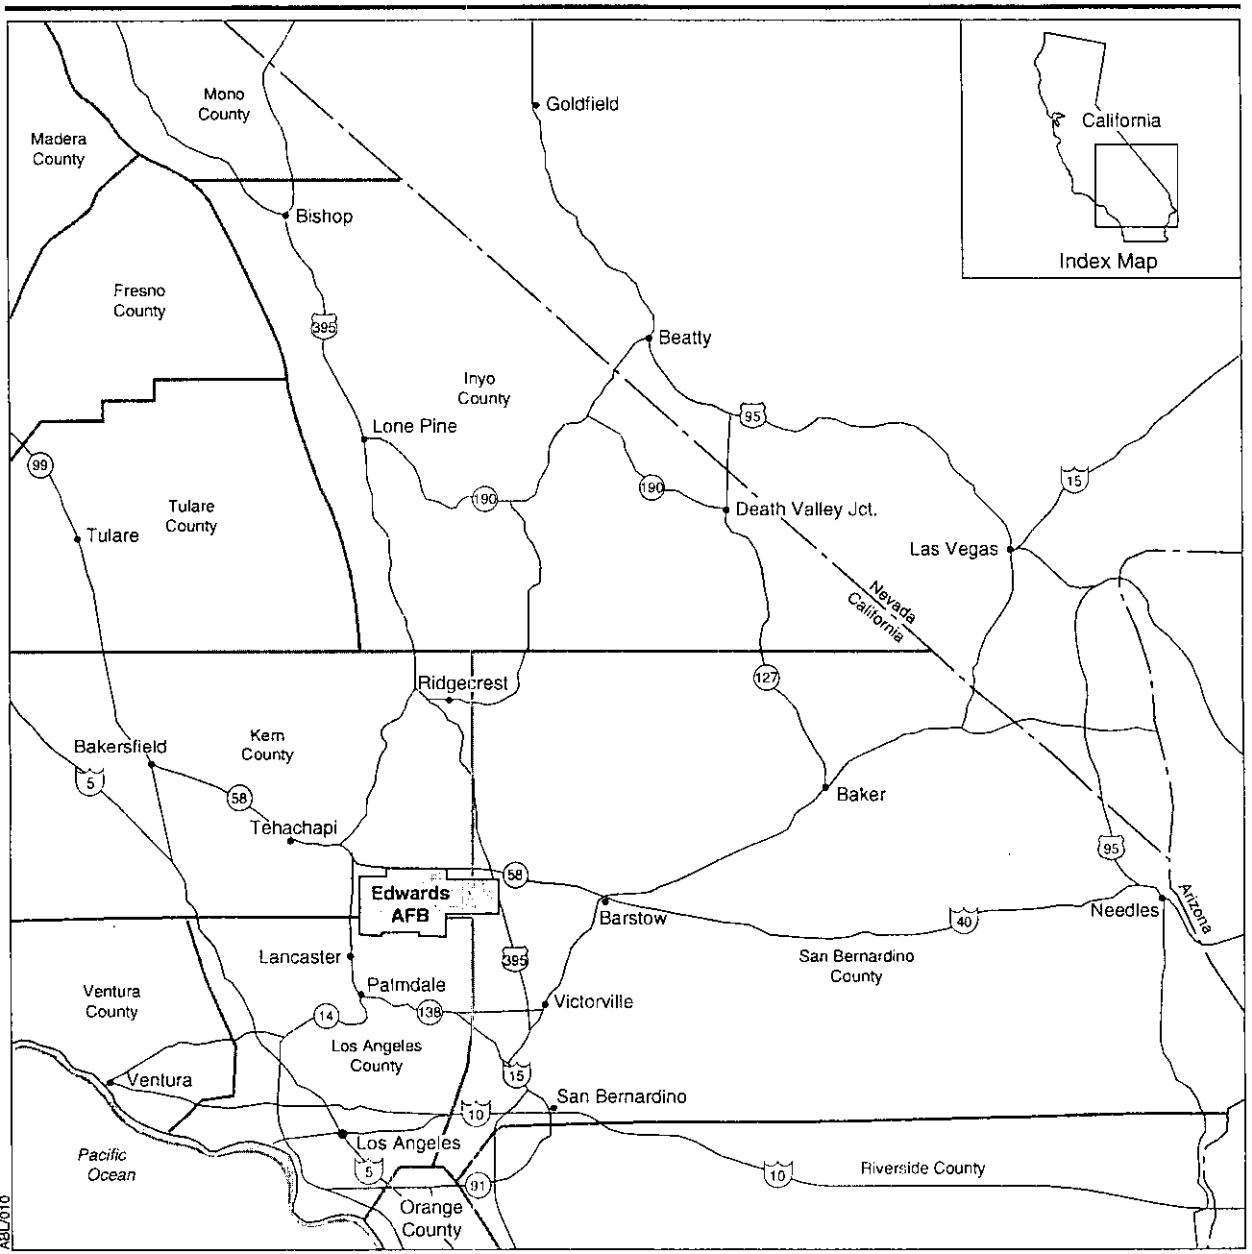 Mono
County
Goldfield
California
Madera
County
Bishop
Index Map
Fresno
County
395
Beatty
Inyo
County
95
Lone Pine
99
15
190
190
Tulare
County
Death Valley Jct.
Tulare
Las Vegas
Nevada
California
127
Ridgecrest
Kern
County
Bakersfield
5
58
Baker
Tehachapi
95
58
Edwards
AFB
Barstow
40
Needles
Arizona
Lancaster
395
San Bernardino
County
Palmdale
Ventura
County
138
Victorville
14
Los Angeles
County
15
Ventura
San Bernardino
10
Los Angeles
Pacific
Ocean
5
10
Riverside County
91
Orange
County
ABL/010